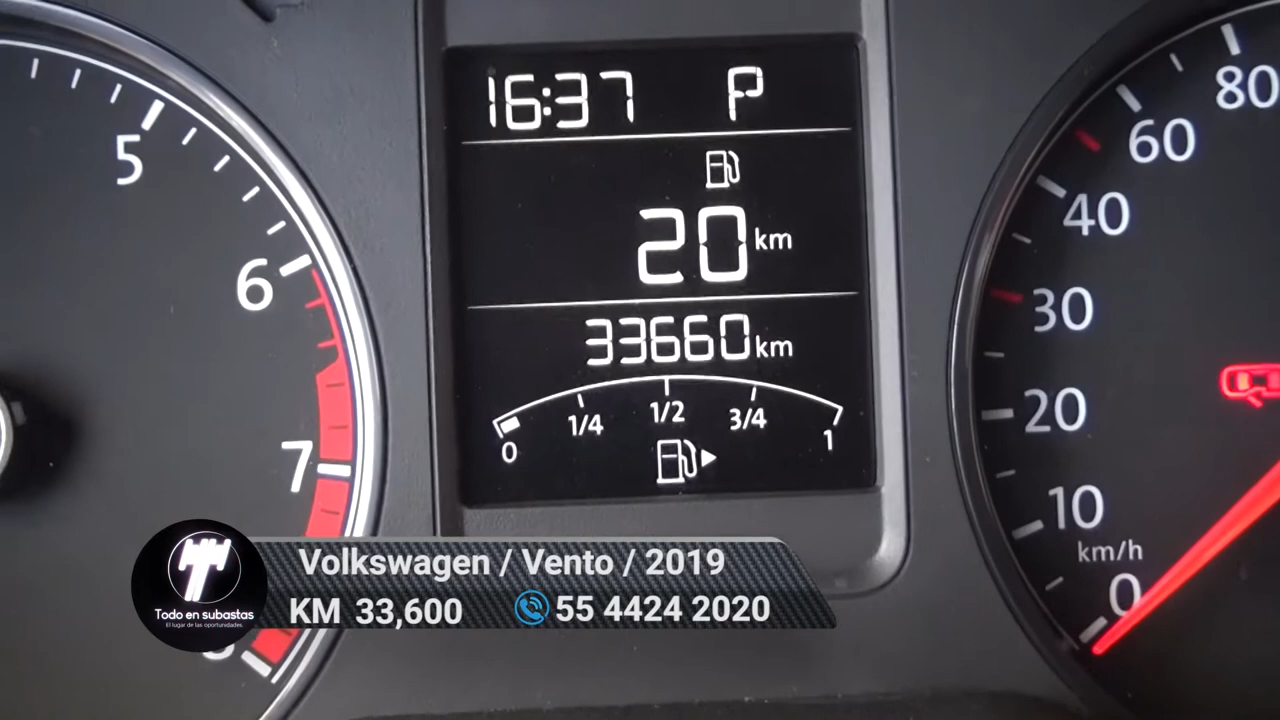 5
6
7
16:37 P
20 km
33660 km
0 1/4 1/2 3/4 1
80
60
40
30
20
10
km/h
0
Todo en subastas
El lugar de las oportunidades
Volkswagen / Vento / 2019
KM 33,600 55 4424 2020